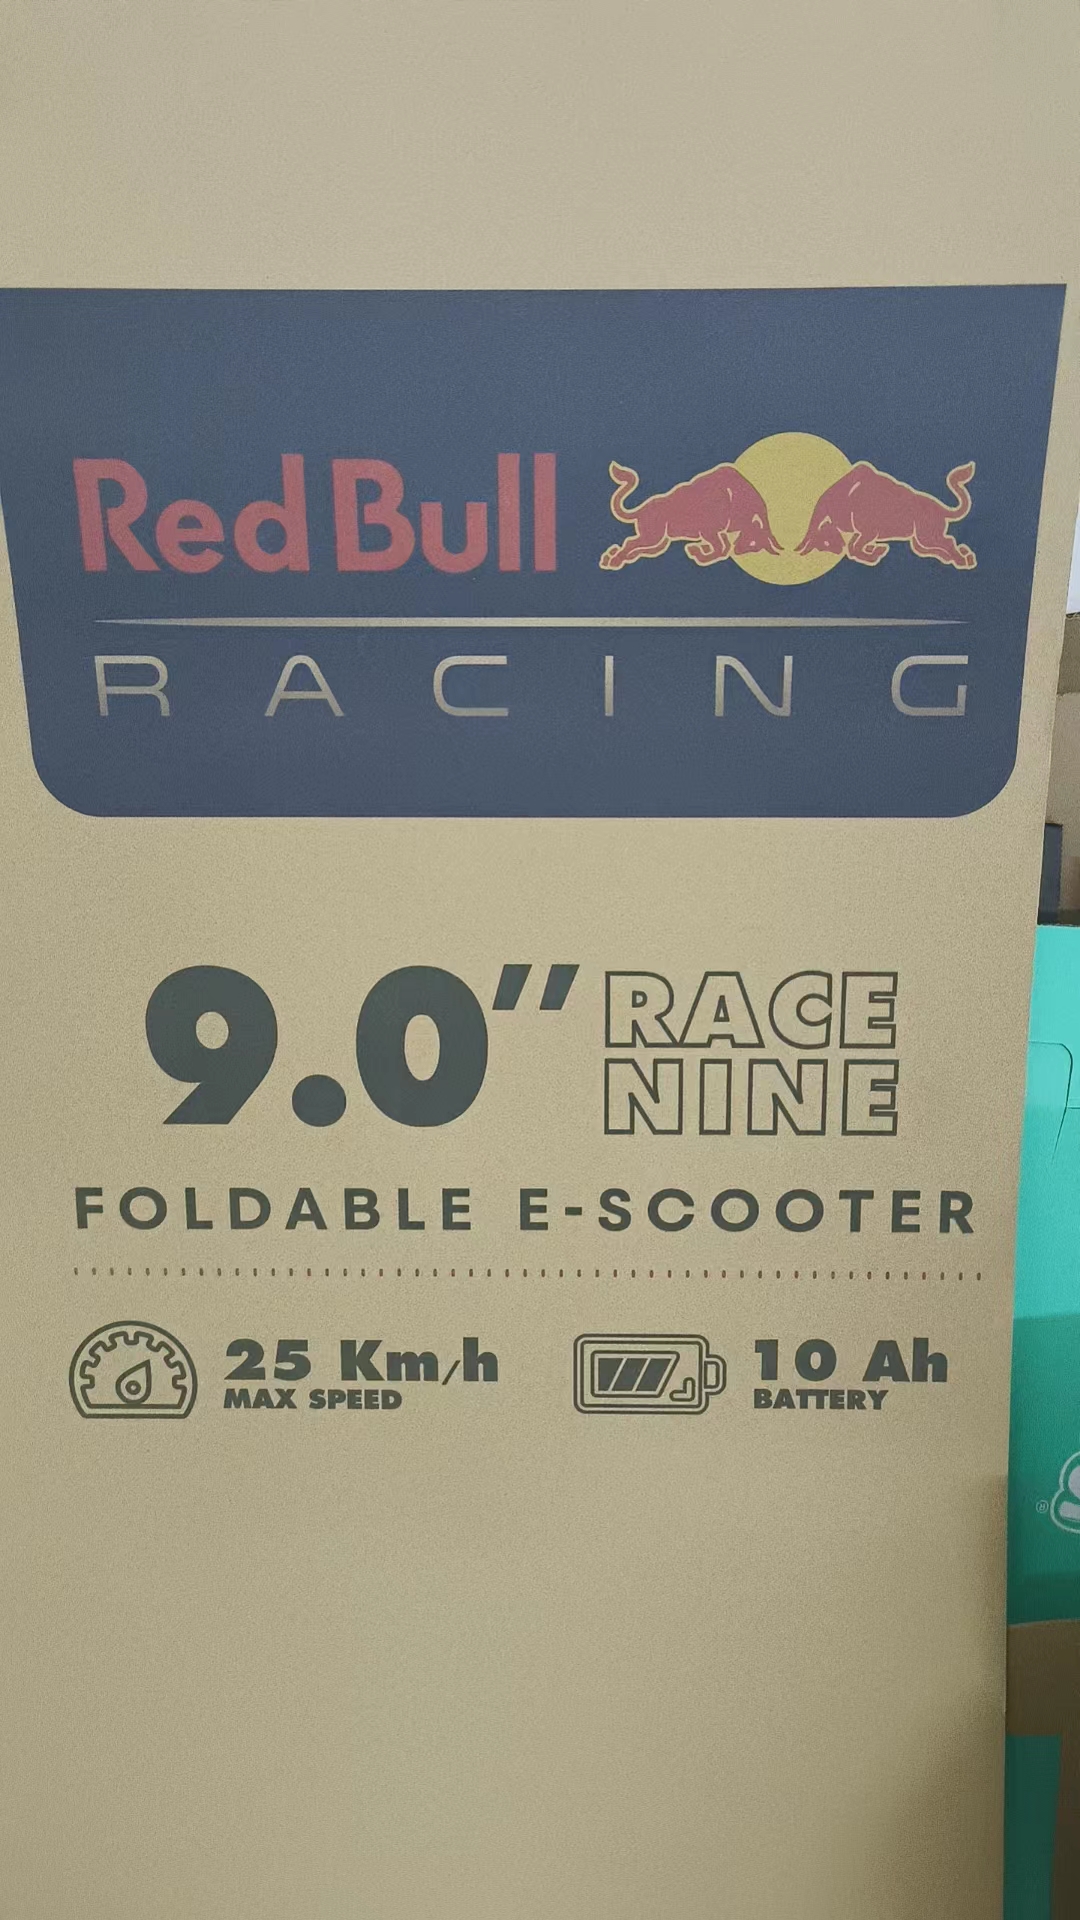 Red Bull
RACING
9.0" RACE
NINE
FOLDABLE E-SCOOTER
25 Km/h
MAX SPEED
10 Ah
BATTERY
®